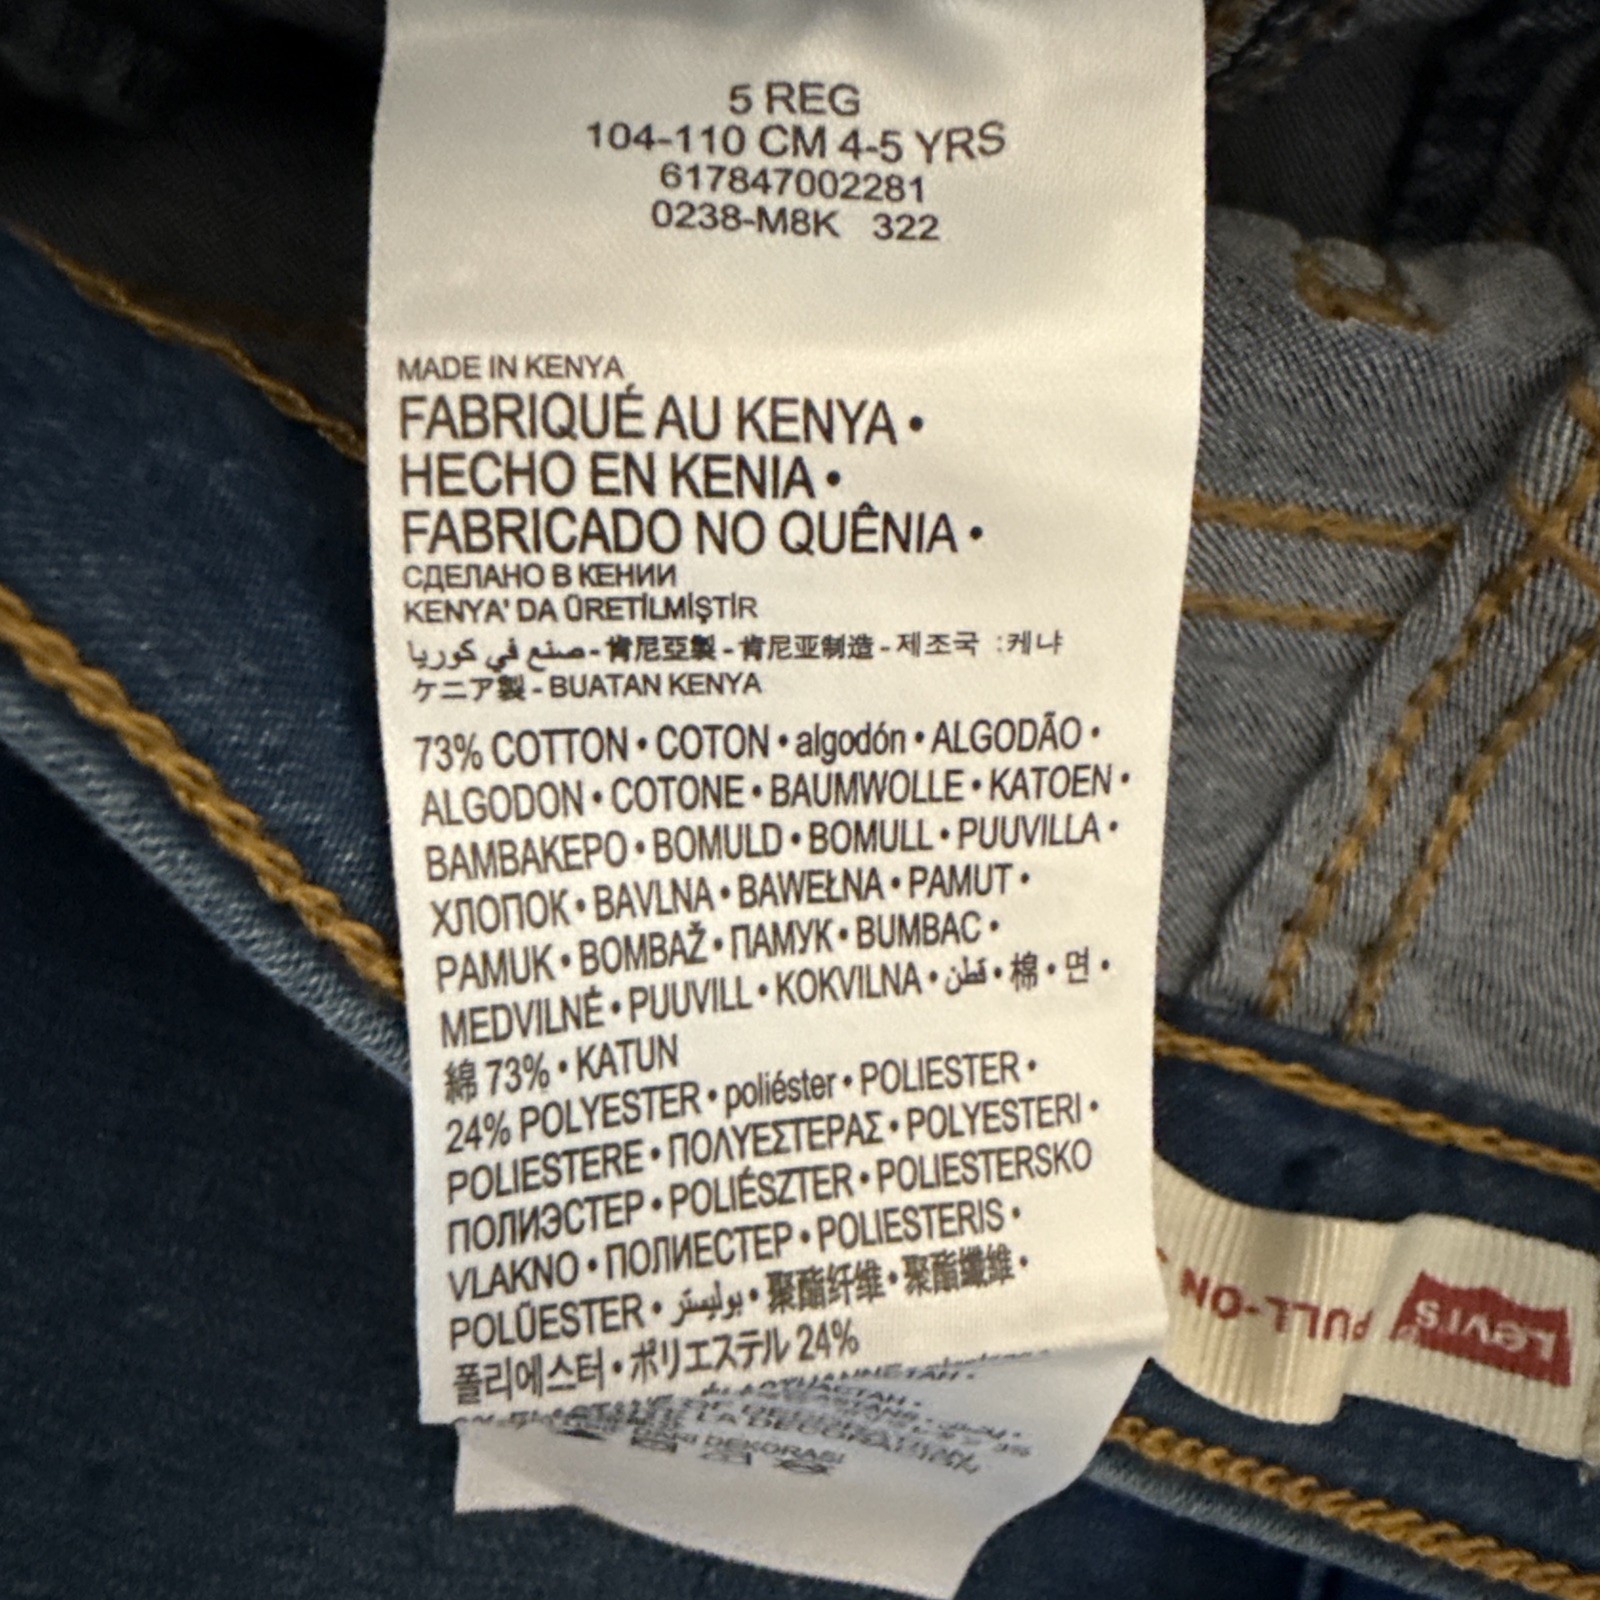 5 REG
104-110 CM 4-5 YRS
617847002281
0238-M8K 322
MADE IN KENYA
FABRIQUÉ AU KENYA •
HECHO EN KENIA •
FABRICADO NO QUÊNIA •
СДЕЛАНО В КЕНИИ
KENYA' DA ÜRETİLMİŞTİR
صنع في كوريا - 肯尼亞製 - 肯尼亚制造 - 제조국 :케냐
ケニア製 - BUATAN KENYA
73% COTTON • COTON • algodón • ALGODÃO •
ALGODON • COTONE • BAUMWOLLE • KATOEN •
BAMBAKEPO • BOMULD • BOMULL • PUUVILLA •
ХЛОПОК • BAVLNA • BAWEŁNA • PAMUT •
PAMUK • BOMBAŽ • ПАМУК • BUMBAC •
MEDVILNĖ • PUUVILL • KOKVILNA • قطن • 棉 • 면 •
綿 73% • KATUN
24% POLYESTER • poliéster • POLIESTER •
POLIESTERE • ΠΟΛΥΕΣΤΕΡΑΣ • POLYESTERI •
ПОЛИЭСТЕР • POLIÉSZTER • POLIESTERSKO
VLAKNO • ПОЛИЕСТЕР • POLIESTERIS •
POLÜESTER • بوليستر • 聚酯纤维 • 聚酯纖維 •
폴리에스터 • ポリエステル 24%
DEKORASI
Levi's PULL-ON